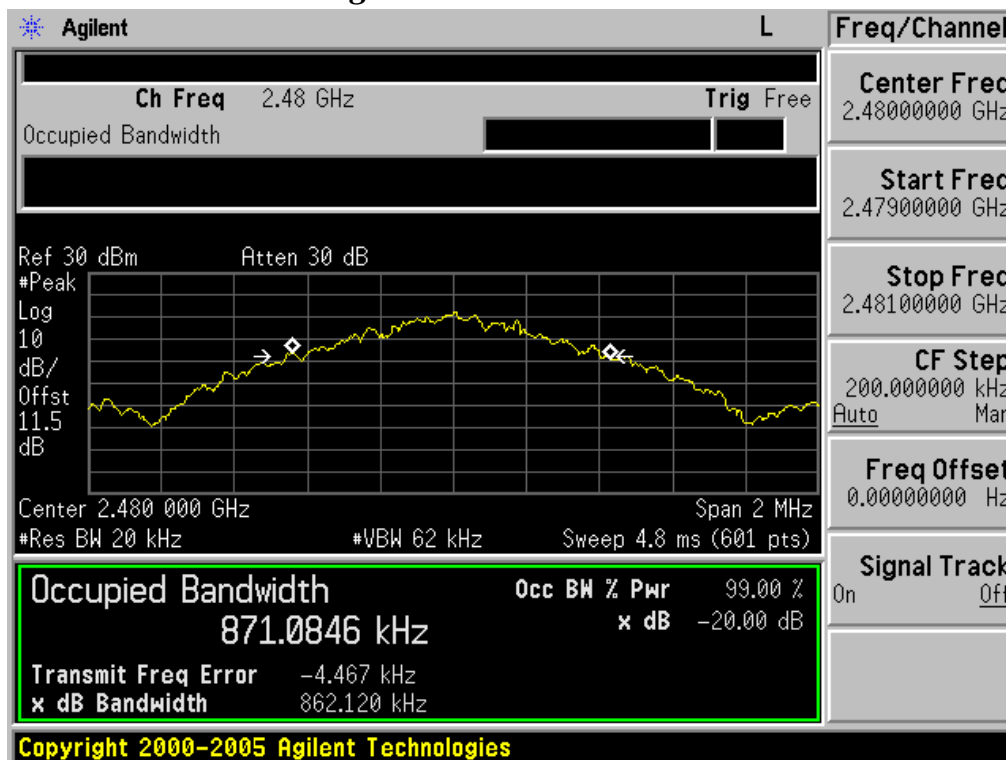 Agilent L Freq/Channel
Ch Freq 2.48 GHz Trig Free
Occupied Bandwidth
Center Freq
2.48000000 GHz
Start Freq
2.47900000 GHz
Stop Freq
2.48100000 GHz
CF Step
200.000000 kHz
Auto Man
Freq Offset
0.00000000 Hz
Signal Track
On Off
Ref 30 dBm Atten 30 dB
#Peak
Log
10
dB/
Offst
11.5
dB
Center 2.480 000 GHz Span 2 MHz
#Res BW 20 kHz #VBW 62 kHz Sweep 4.8 ms (601 pts)
Occupied Bandwidth Occ BW % Pwr 99.00 %
871.0846 kHz x dB -20.00 dB
Transmit Freq Error -4.467 kHz
x dB Bandwidth 862.120 kHz
Copyright 2000-2005 Agilent Technologies